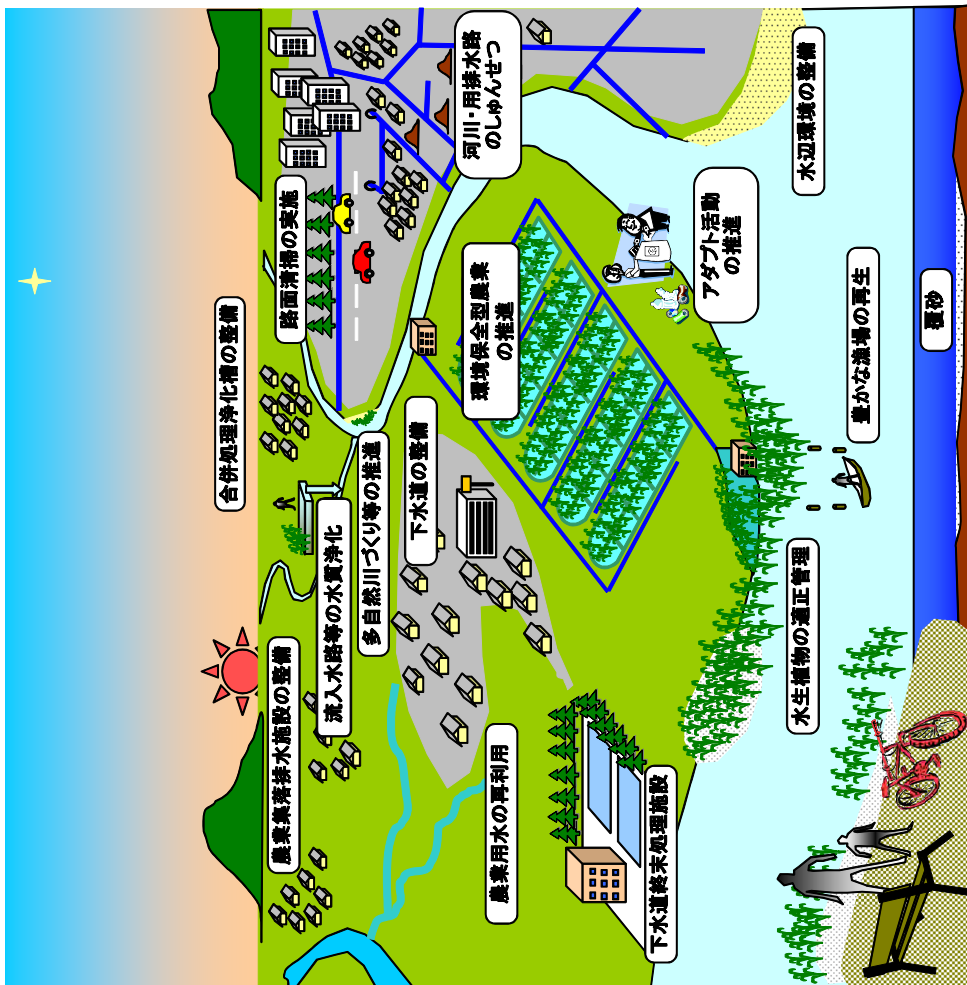 合併処理浄化槽の整備
農業集落排水施設の整備
路面清掃の実施
流入水路等の水質浄化
多自然川づくり等の推進
下水道の整備
河川・用排水路
のしゅんせつ
環境保全型農業
の推進
農業用水の再利用
下水道終末処理施設
アダプト活動
の推進
水辺環境の整備
水生植物の適正管理
豊かな漁場の再生
覆砂